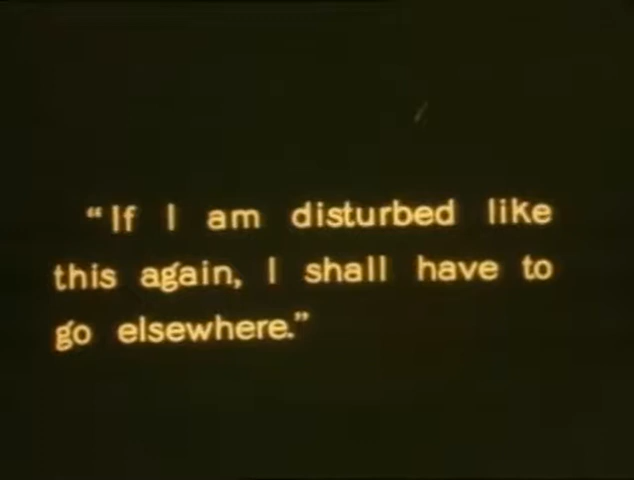 “If I am disturbed like
this again, I shall have to
go elsewhere.”